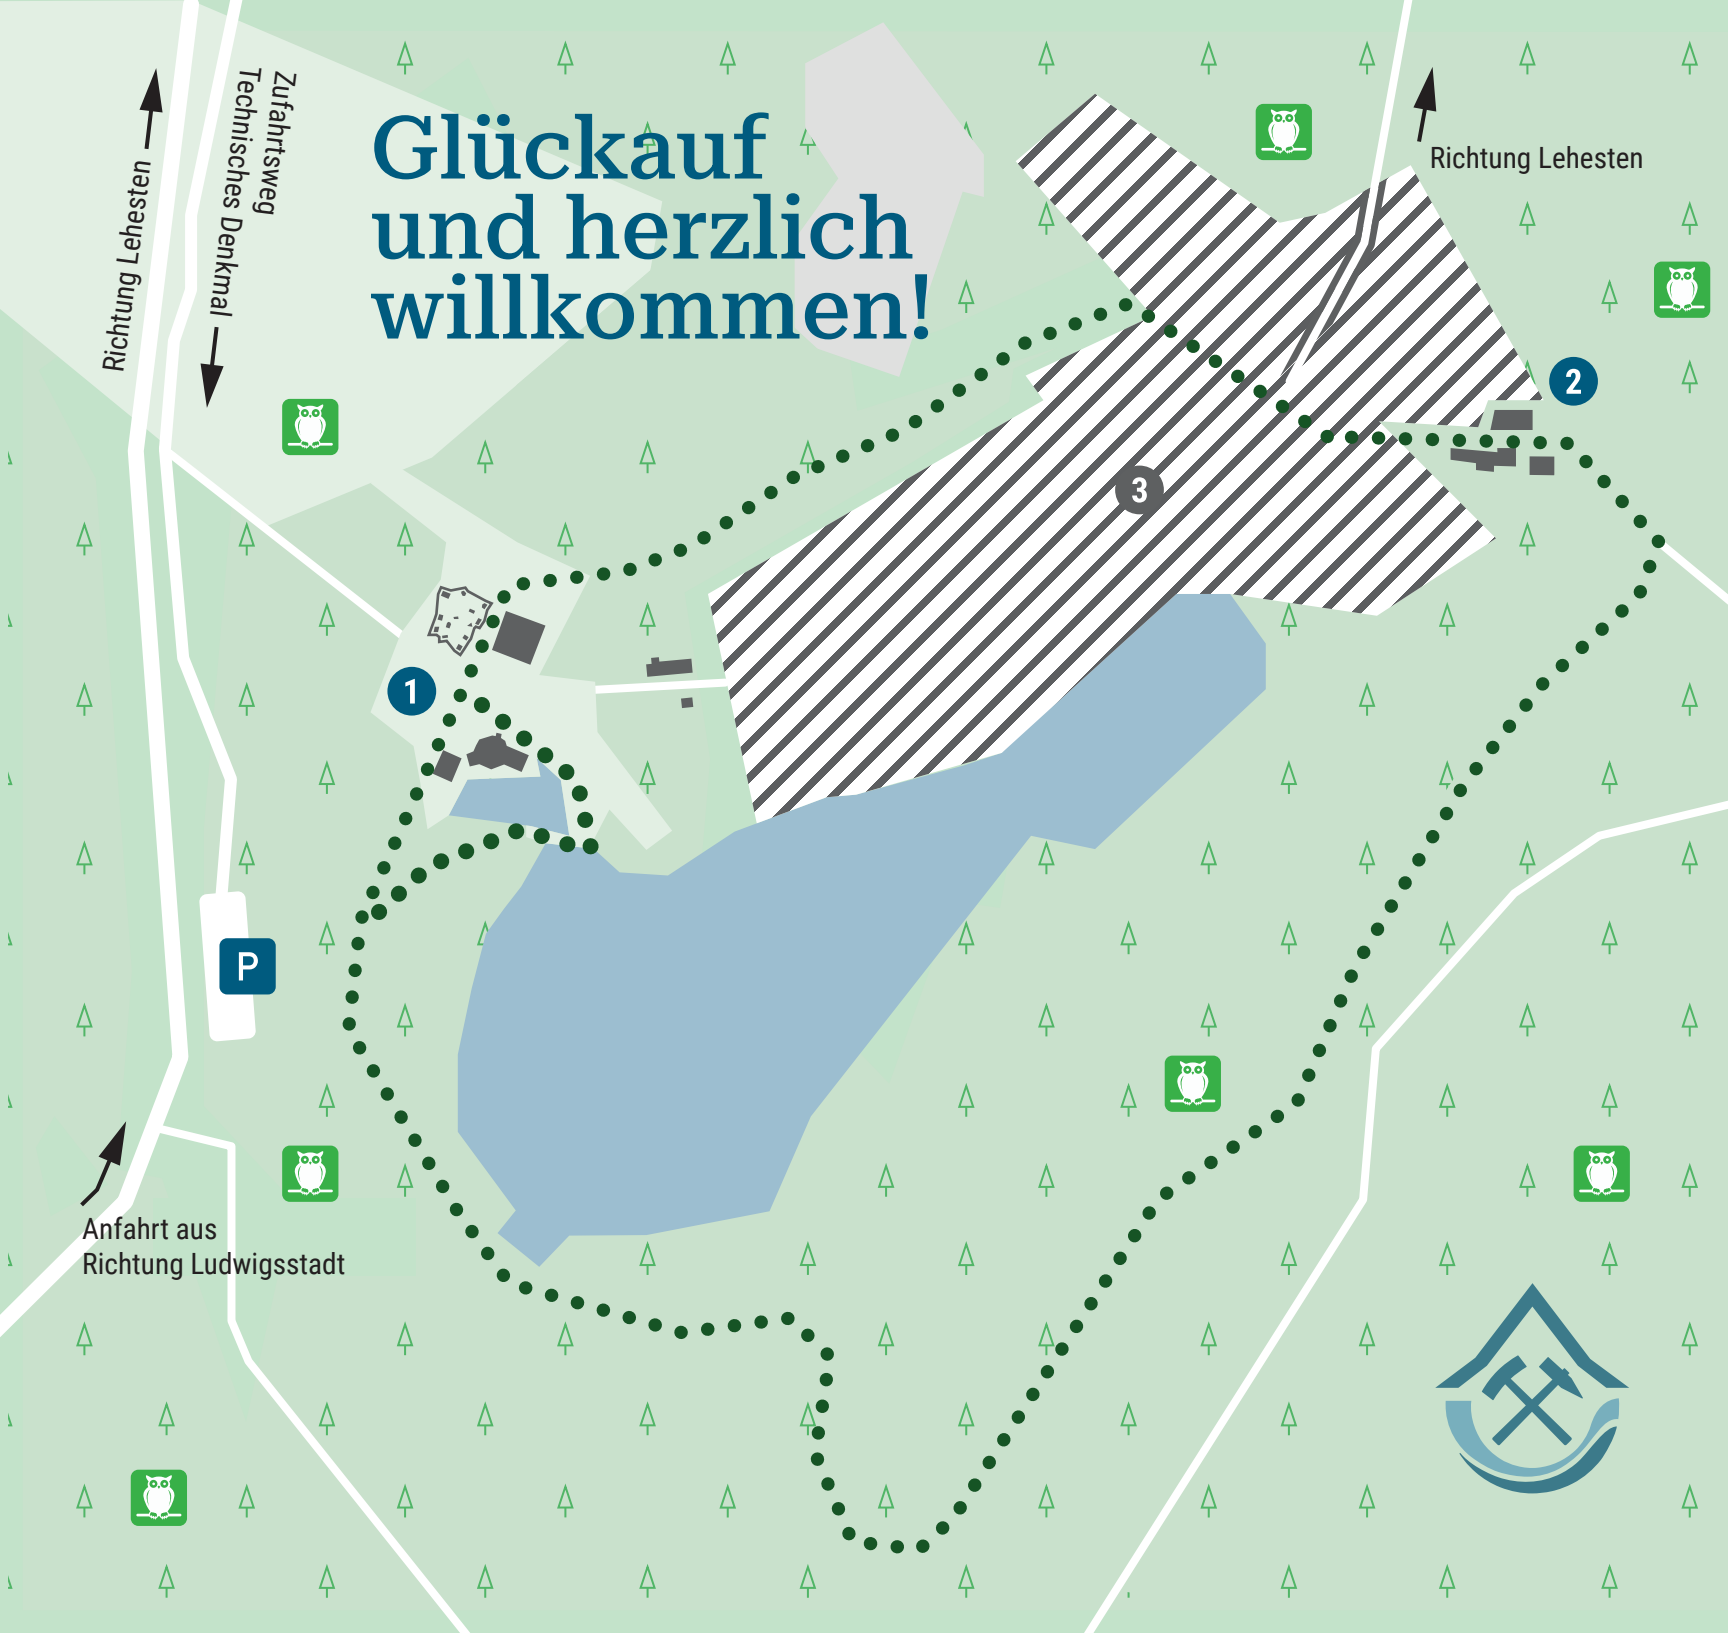 Glückauf
und herzlich
willkommen!
Richtung Lehesten
Zufahrtsweg
Technisches Denkmal
Richtung Lehesten
2
3
1
P
Anfahrt aus
Richtung Ludwigsstadt